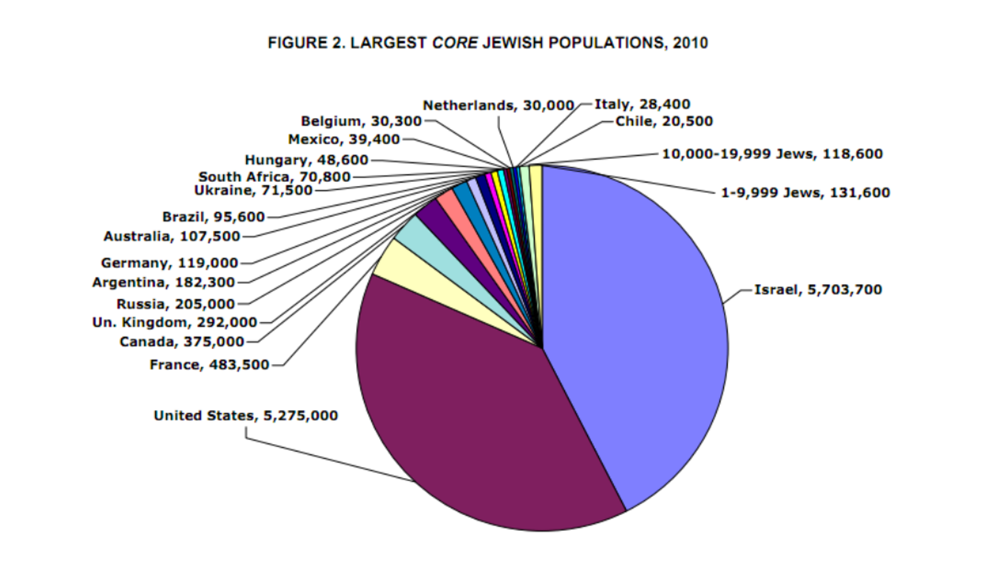 FIGURE 2. LARGEST CORE JEWISH POPULATIONS, 2010
Netherlands, 30,000
Italy, 28,400
Belgium, 30,300
Chile, 20,500
Mexico, 39,400
10,000-19,999 Jews, 118,600
Hungary, 48,600
South Africa, 70,800
Ukraine, 71,500
1-9,999 Jews, 131,600
Brazil, 95,600
Australia, 107,500
Germany, 119,000
Argentina, 182,300
Israel, 5,703,700
Russia, 205,000
Un. Kingdom, 292,000
Canada, 375,000
France, 483,500
United States, 5,275,000